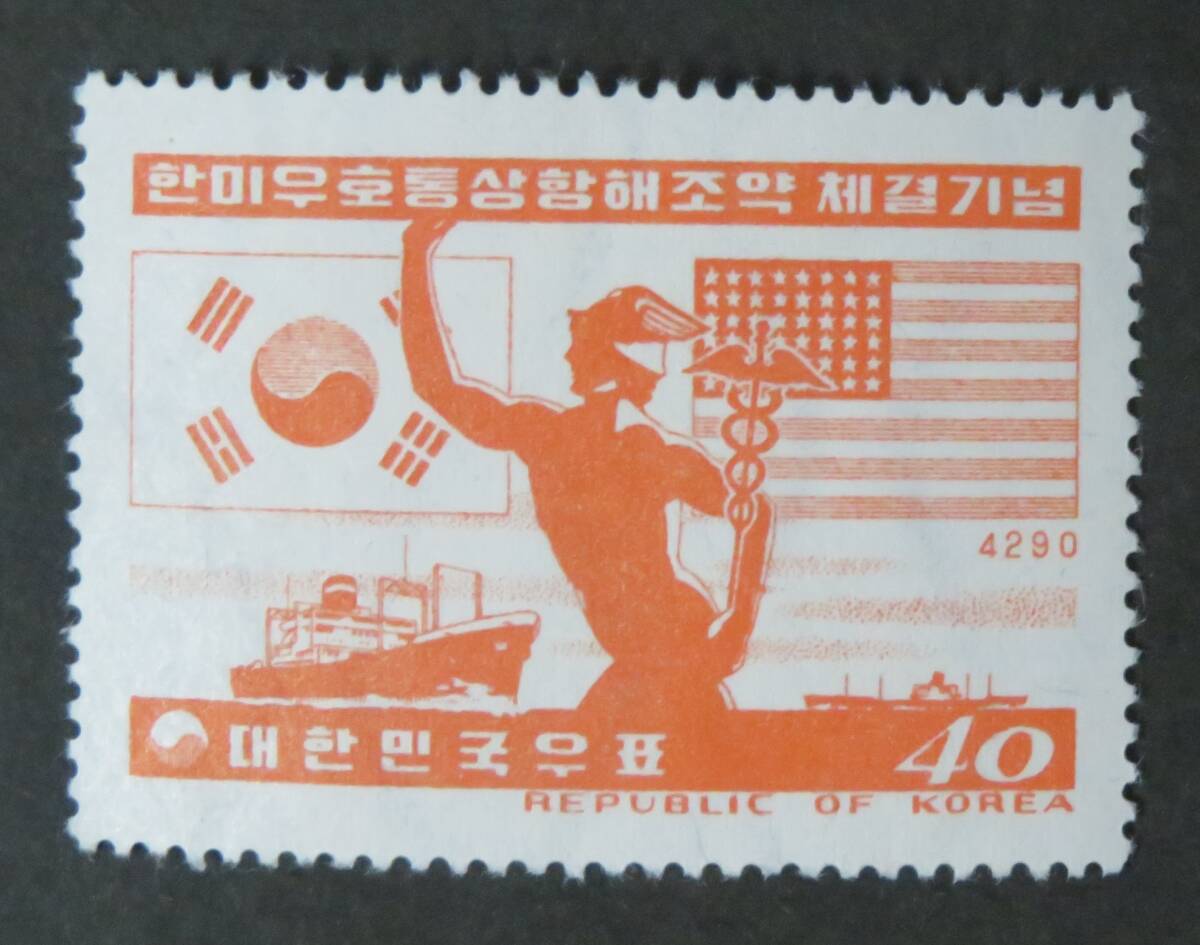 한미우호통상항해조약 체결기념
4290
대한민국우표 40
REPUBLIC OF KOREA